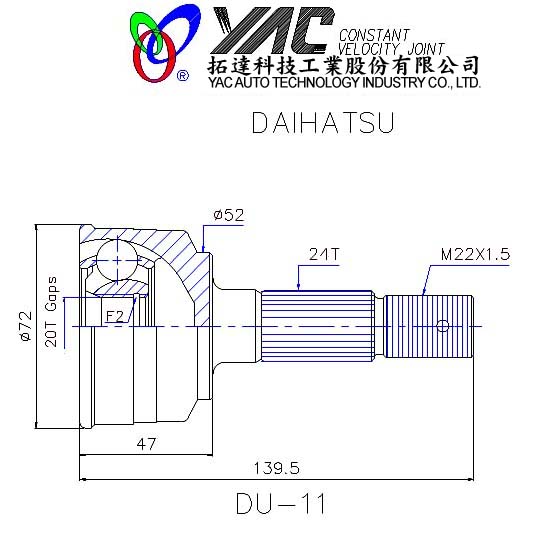 YAC CONSTANT
VELOCITY, JOINT
®
拓達科技工業股份有限公司
YAC AUTO TECHNOLOGY INDUSTRY CO., LTD.
DAIHATSU
ø52
24T
M22X1.5
ø72
20T Gaps
F2
47
139.5
DU-11